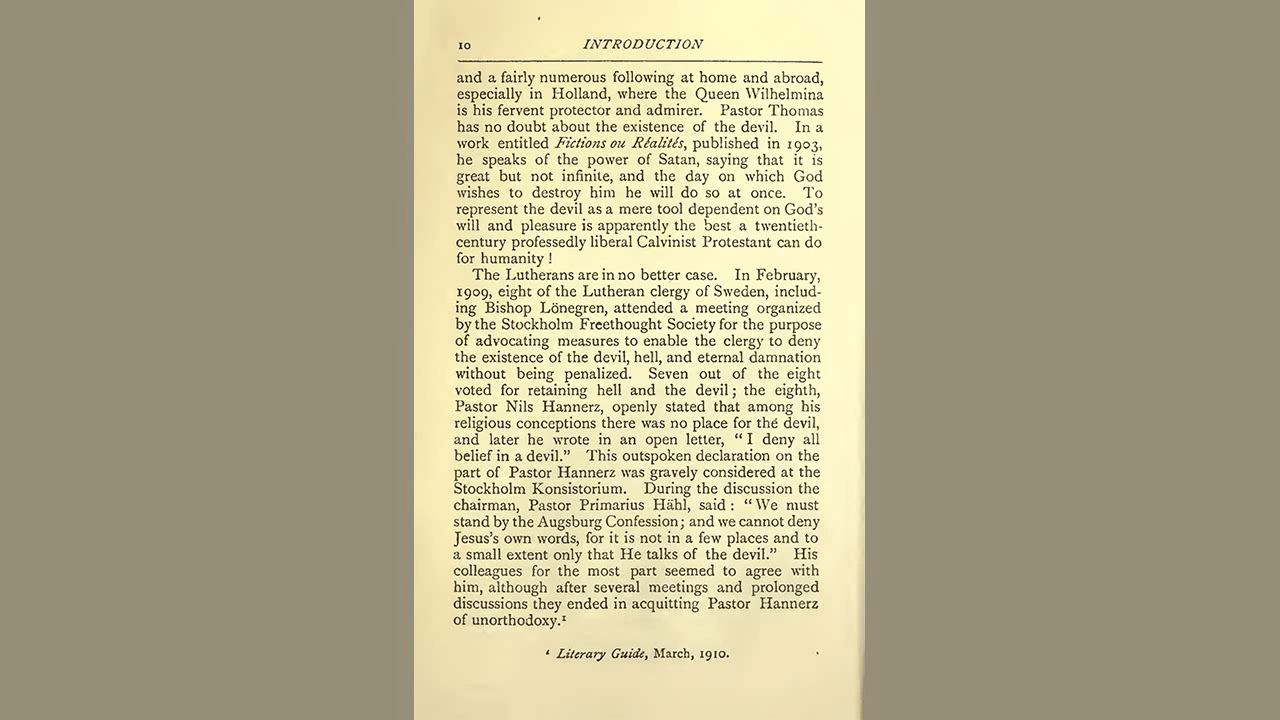 10 INTRODUCTION
and a fairly numerous following at home and abroad,
especially in Holland, where the Queen Wilhelmina
is his fervent protector and admirer. Pastor Thomas
has no doubt about the existence of the devil. In a
work entitled Fictions ou Réalités, published in 1903,
he speaks of the power of Satan, saying that it is
great but not infinite, and the day on which God
wishes to destroy him he will do so at once. To
represent the devil as a mere tool dependent on God's
will and pleasure is apparently the best a twentieth-
century professedly liberal Calvinist Protestant can do
for humanity !
The Lutherans are in no better case. In February,
1909, eight of the Lutheran clergy of Sweden, includ-
ing Bishop Lönegren, attended a meeting organized
by the Stockholm Freethought Society for the purpose
of advocating measures to enable the clergy to deny
the existence of the devil, hell, and eternal damnation
without being penalized. Seven out of the eight
voted for retaining hell and the devil ; the eighth,
Pastor Nils Hannerz, openly stated that among his
religious conceptions there was no place for the devil,
and later he wrote in an open letter, “ I deny all
belief in a devil.” This outspoken declaration on the
part of Pastor Hannerz was gravely considered at the
Stockholm Konsistorium. During the discussion the
chairman, Pastor Primarius Hähl, said : “ We must
stand by the Augsburg Confession ; and we cannot deny
Jesus's own words, for it is not in a few places and to
a small extent only that He talks of the devil.” His
colleagues for the most part seemed to agree with
him, although after several meetings and prolonged
discussions they ended in acquitting Pastor Hannerz
of unorthodoxy.¹
¹ Literary Guide, March, 1910.